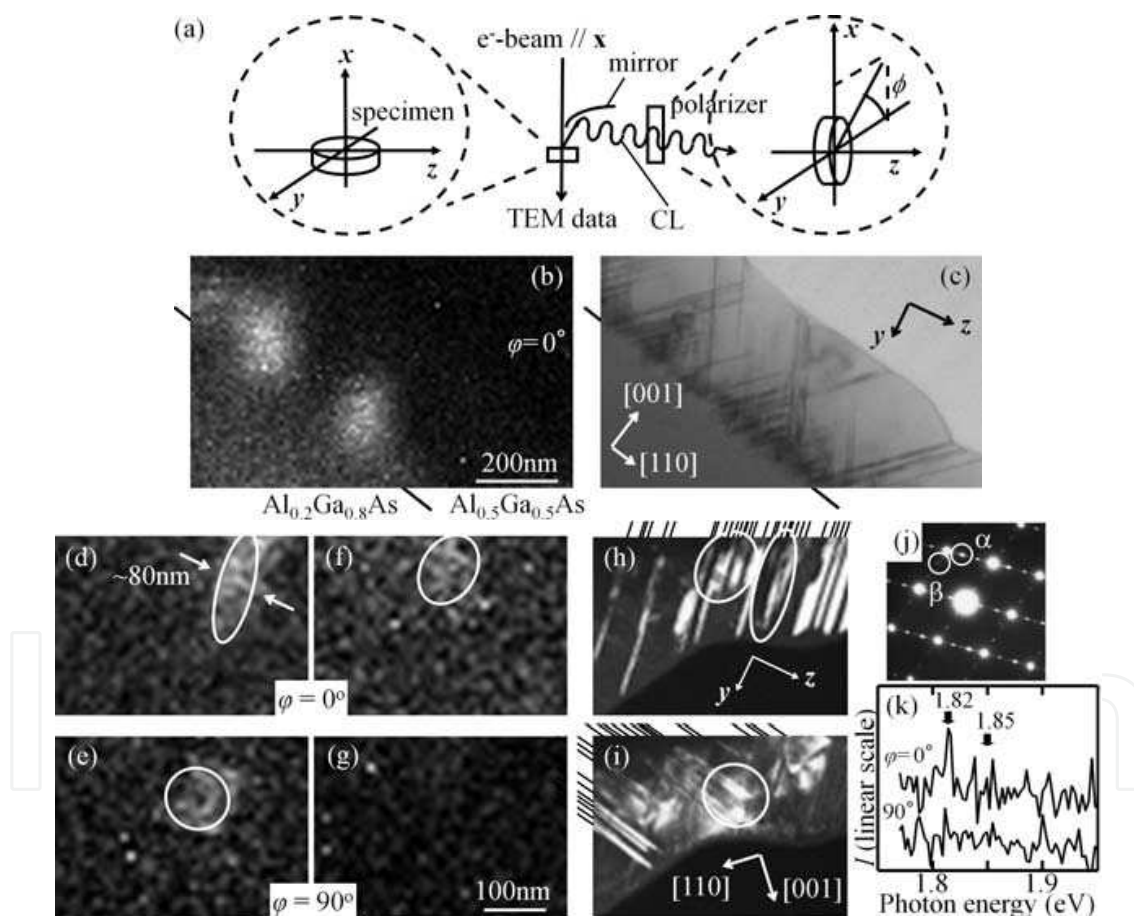 (a)
e⁻-beam // x
mirror
polarizer
specimen
x
z
y
TEM data
CL
x
ϕ
z
y
(b)
φ= 0°
200nm
(c)
y
z
[001]
[110]
Al0.2Ga0.8As
Al0.5Ga0.5As
(d)
~80nm
(f)
φ = 0°
(h)
y
z
(j)
α
β
(e)
(g)
φ = 90°
100nm
(i)
[110]
[001]
(k)
1.82
1.85
φ=0°
90°
I (linear scale)
1.8
1.9
Photon energy (eV)